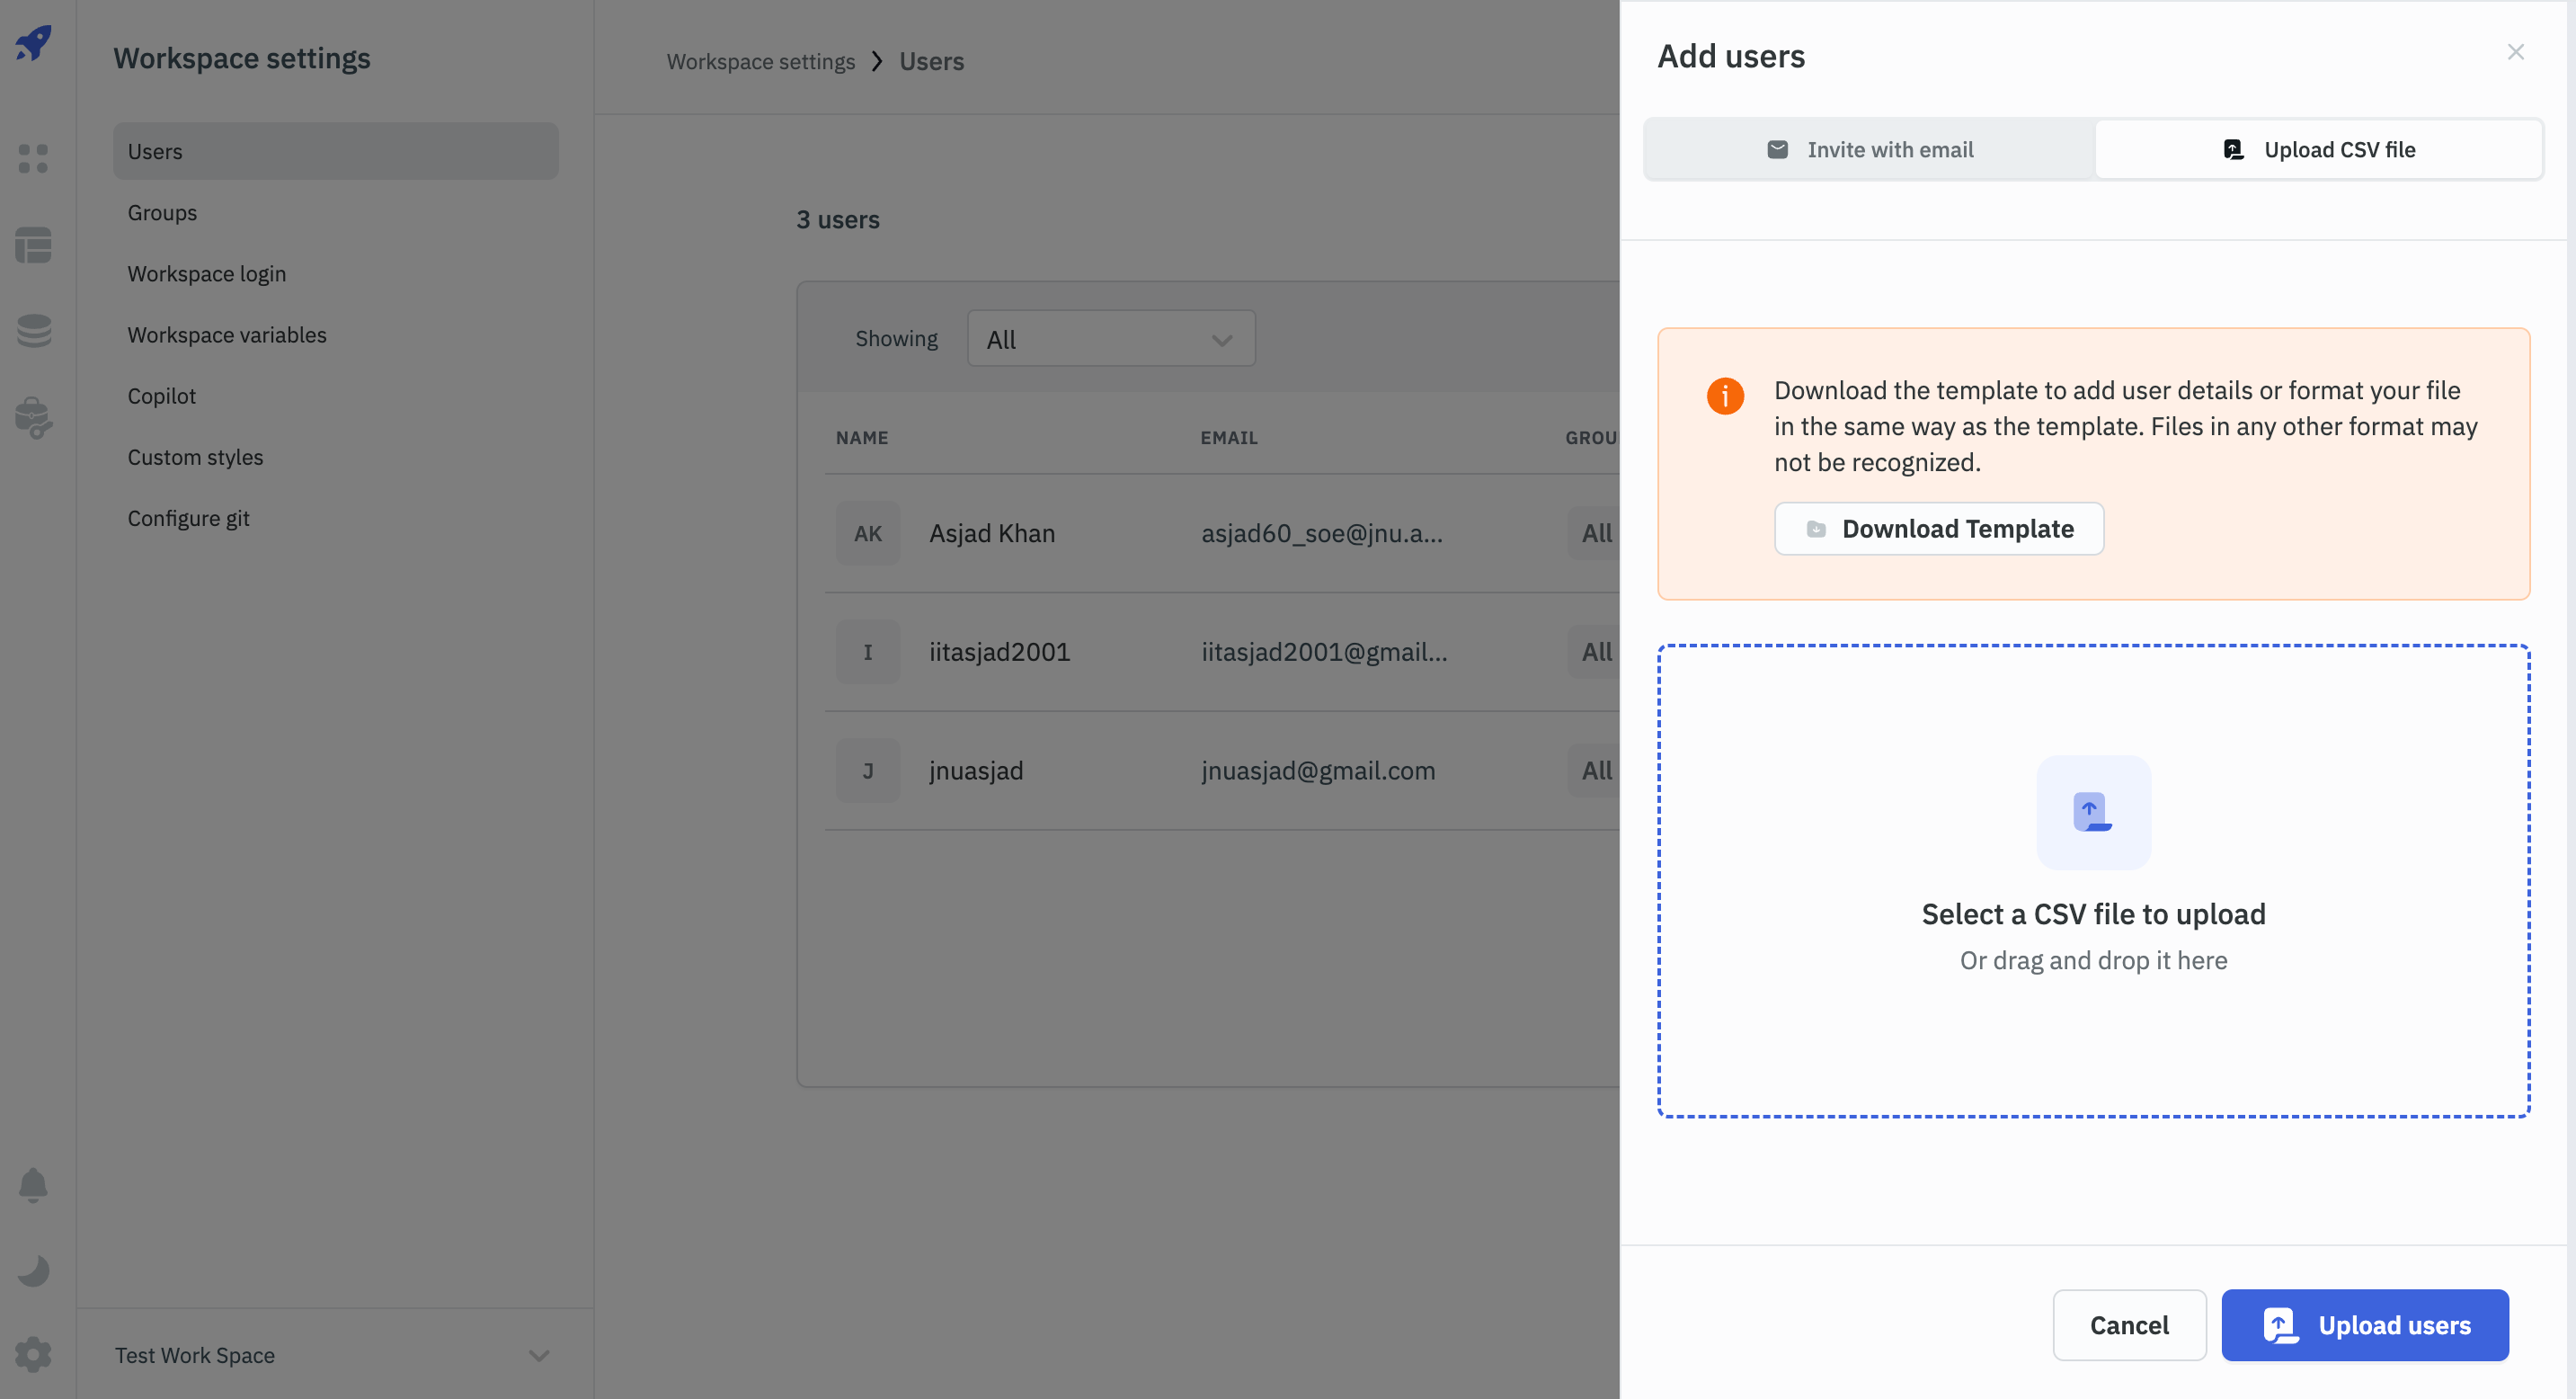 Workspace settings
Users
Groups
Workspace login
Workspace variables
Copilot
Custom styles
Configure git
Test Work Space
Workspace settings > Users
3 users
Showing All
NAME EMAIL GROU
AK Asjad Khan asjad60_soe@jnu.a... All
I iitasjad2001 iitasjad2001@gmail... All
J jnuasjad jnuasjad@gmail.com All
Add users
Invite with email Upload CSV file
Download the template to add user details or format your file
in the same way as the template. Files in any other format may
not be recognized.
Download Template
Select a CSV file to upload
Or drag and drop it here
Cancel Upload users